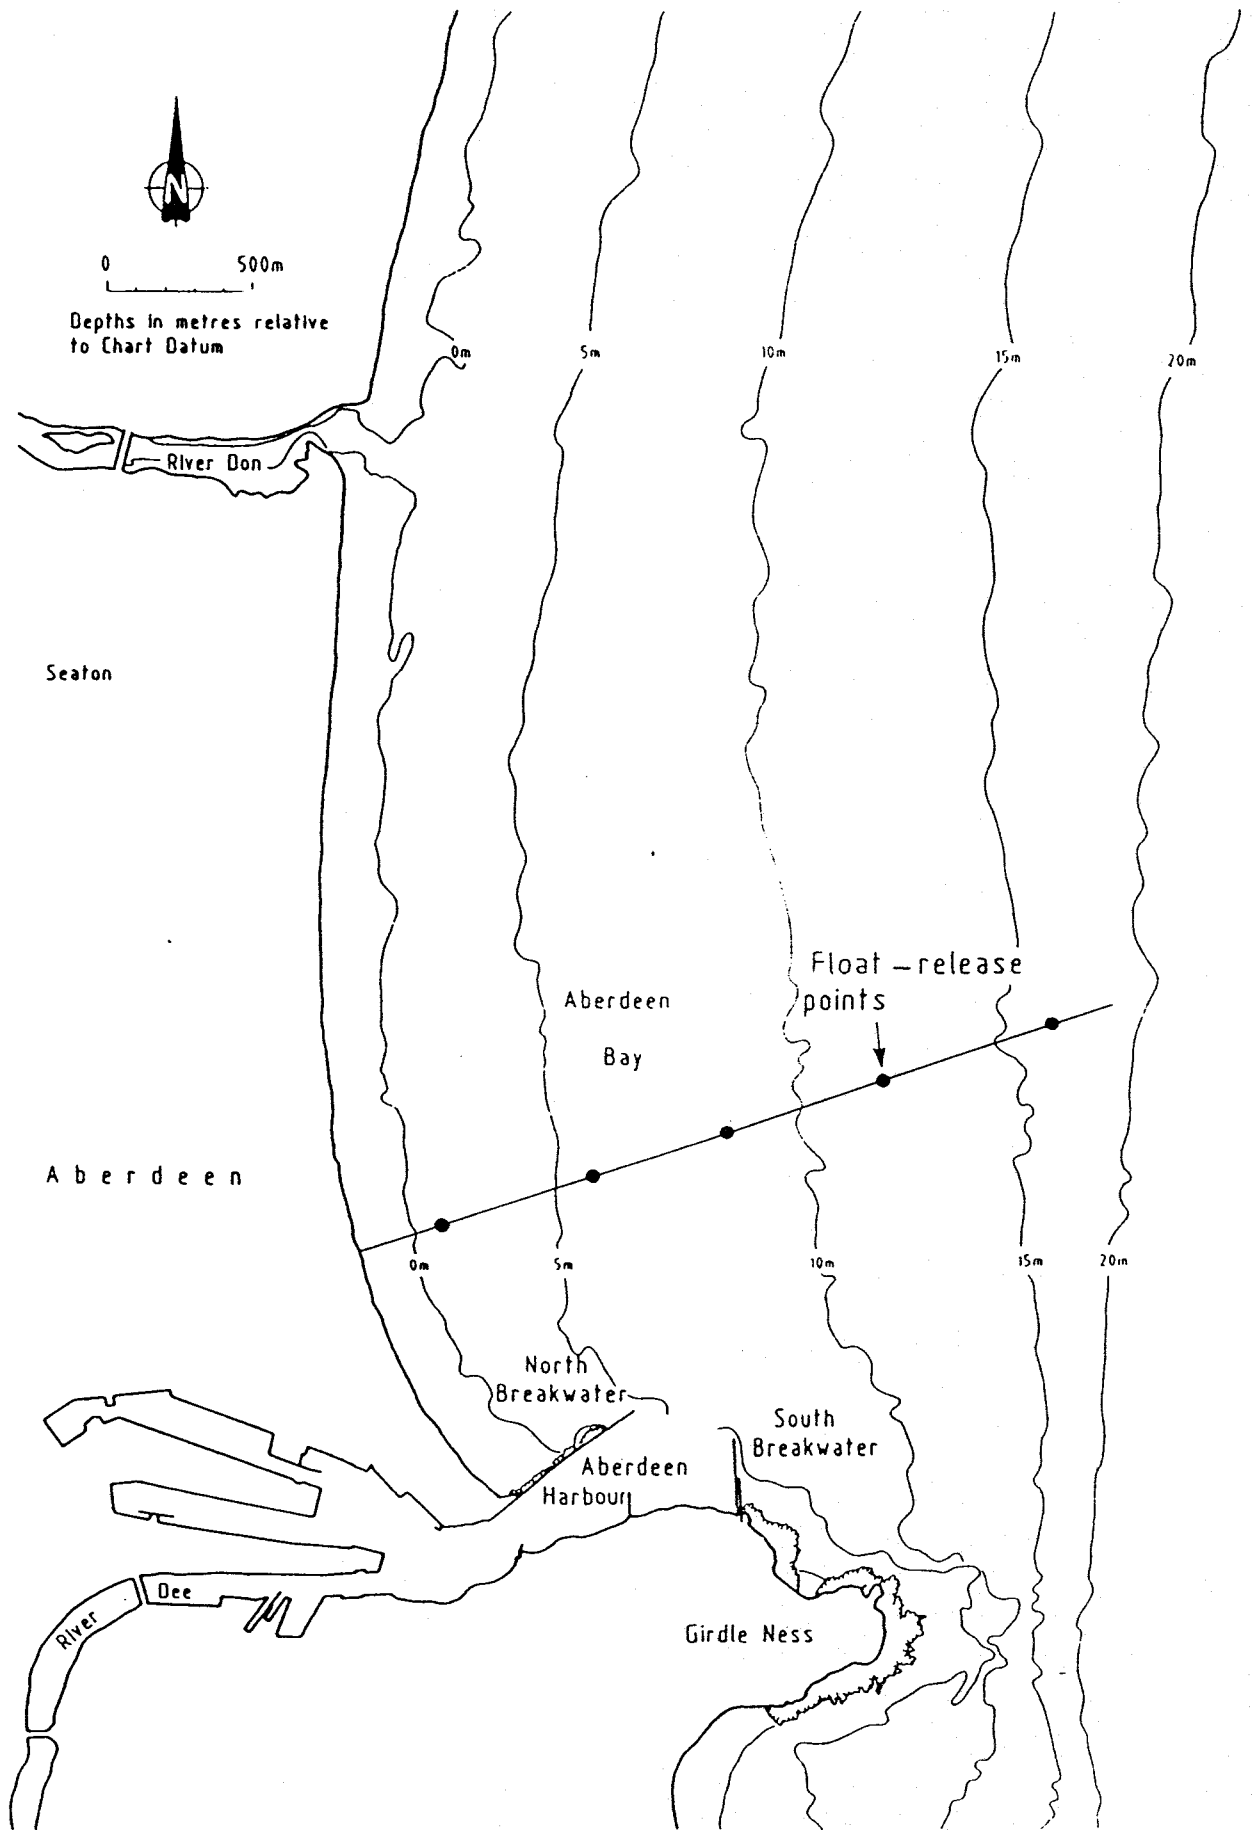 N
0 500m
Depths in metres relative
to Chart Datum
0m 5m 10m 15m 20m
River Don
Seaton
Float – release
points
Aberdeen
Bay
Aberdeen
0m 5m 10m 15m 20m
North
Breakwater
South
Breakwater
Aberdeen
Harbour
Dee
River
Girdle Ness